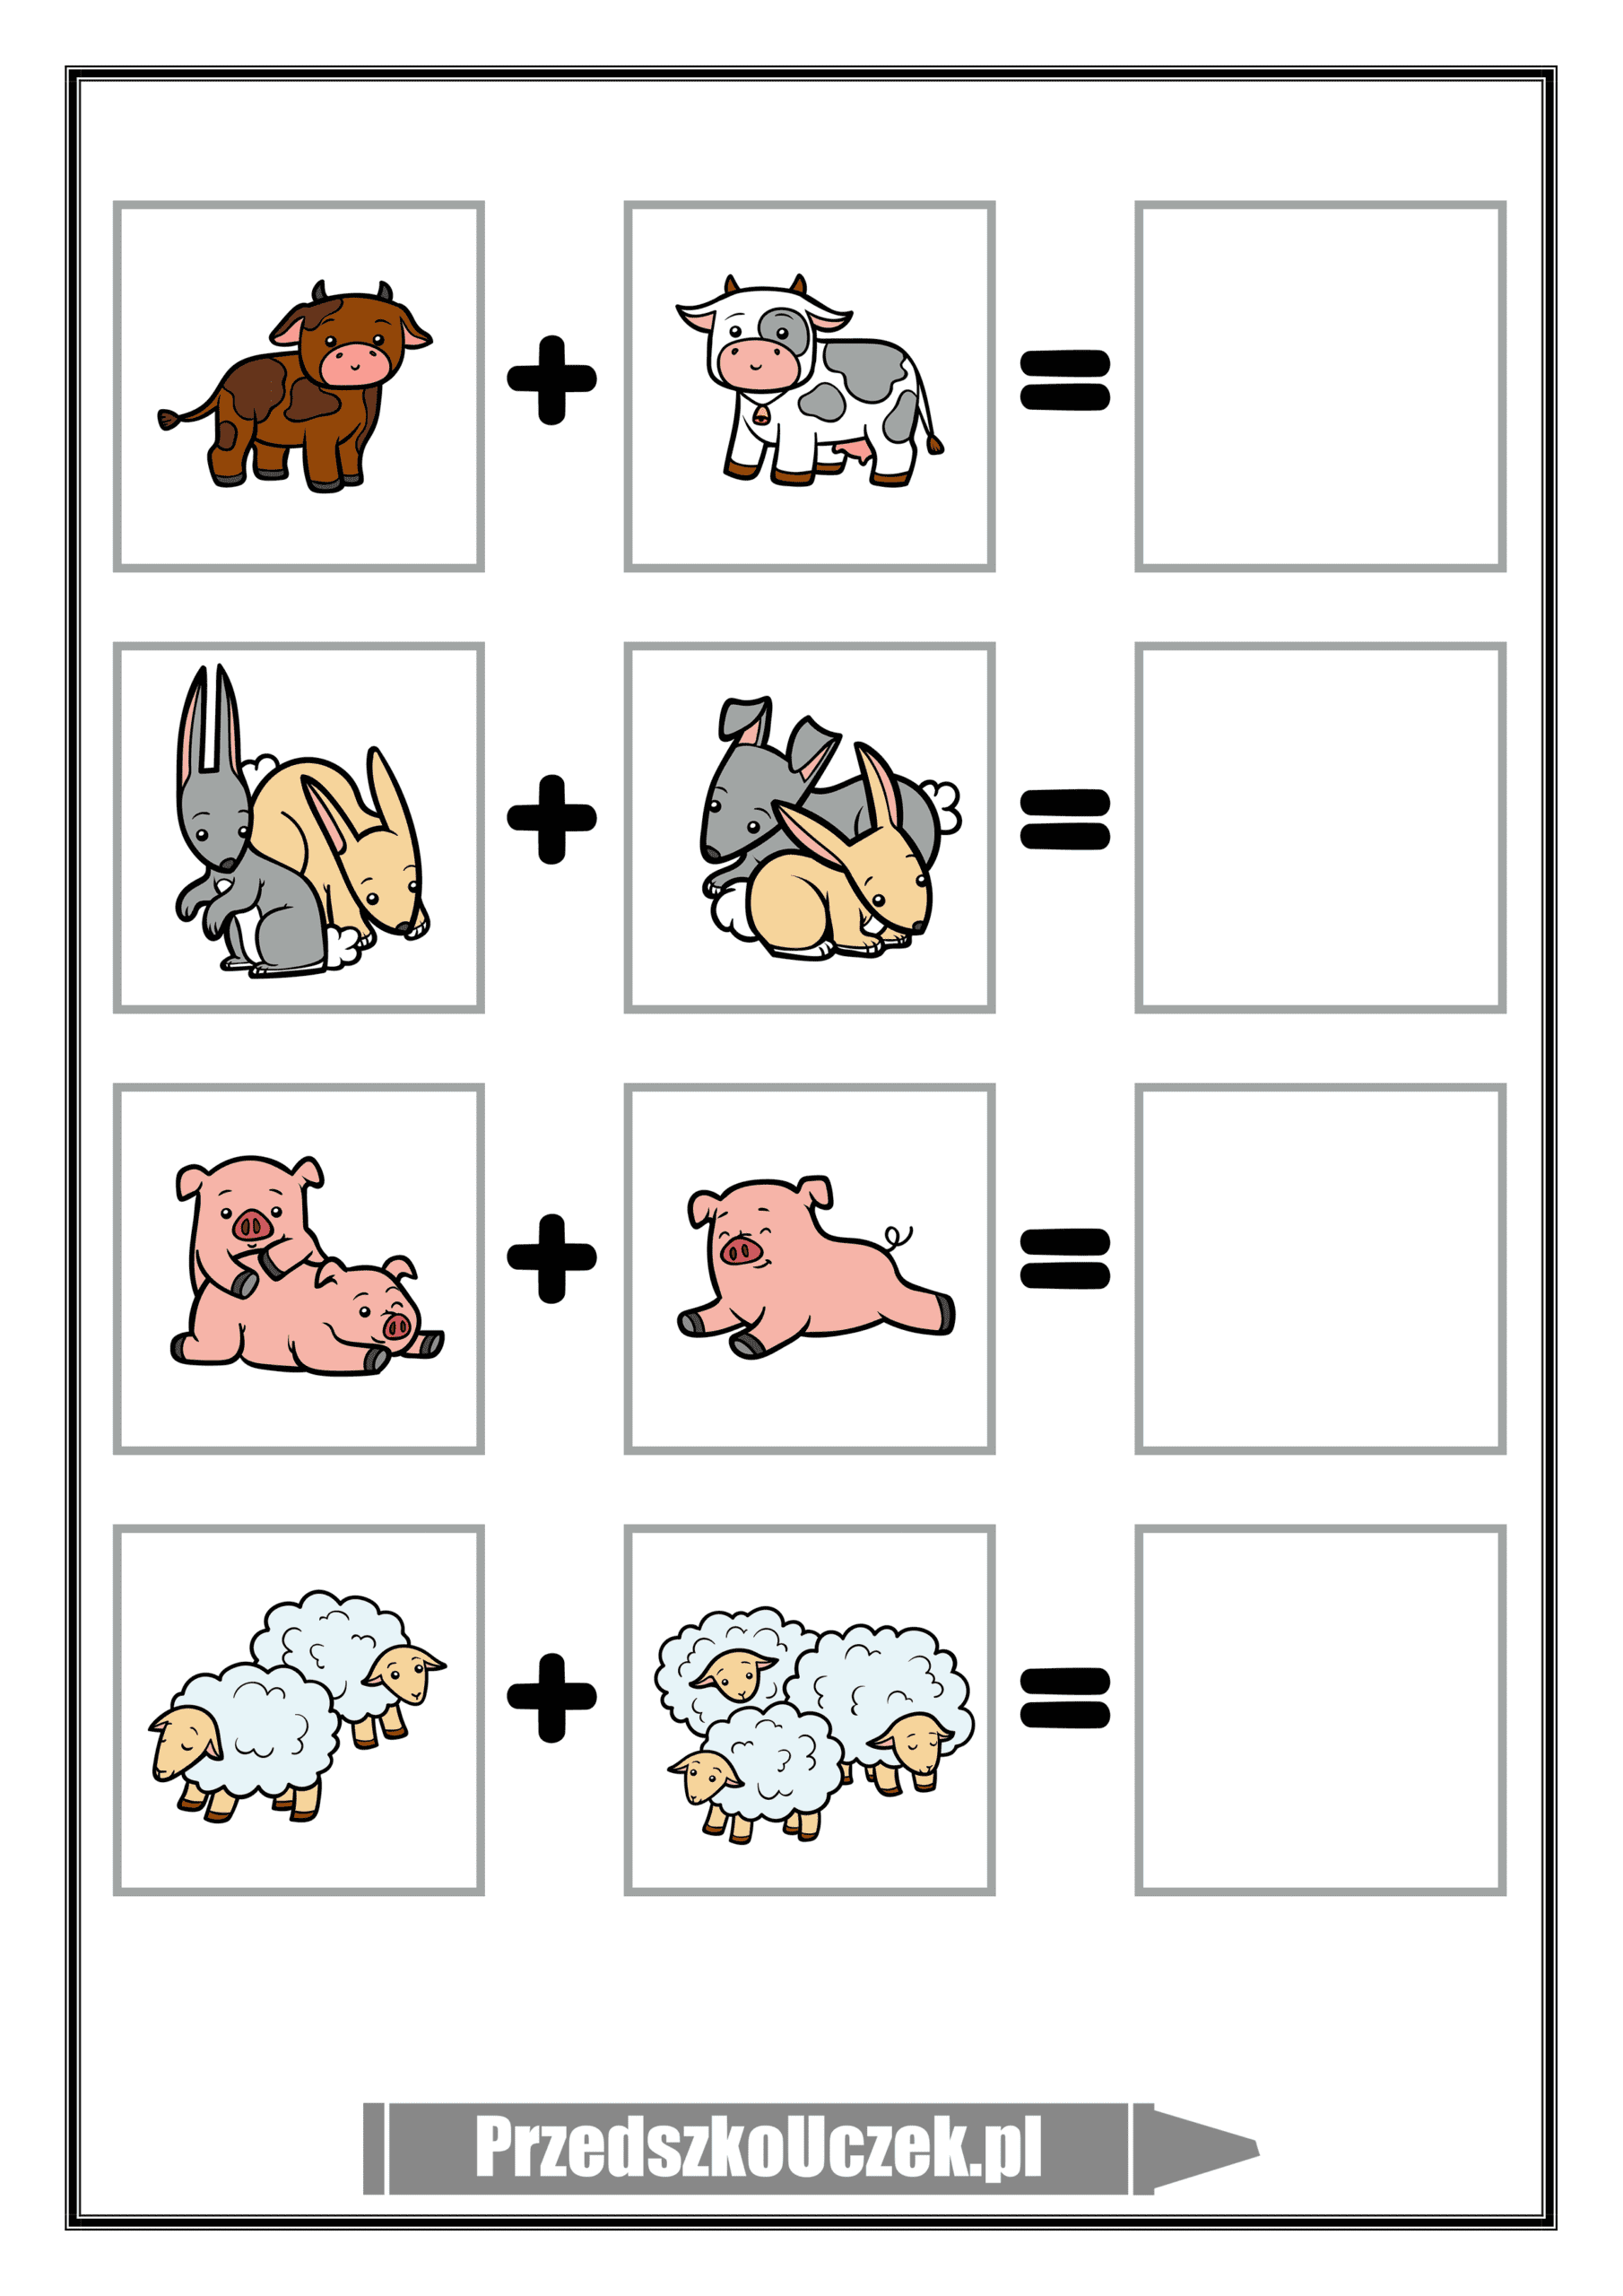 + =
+ =
+ =
+ =
PrzedszkoUczek.pl